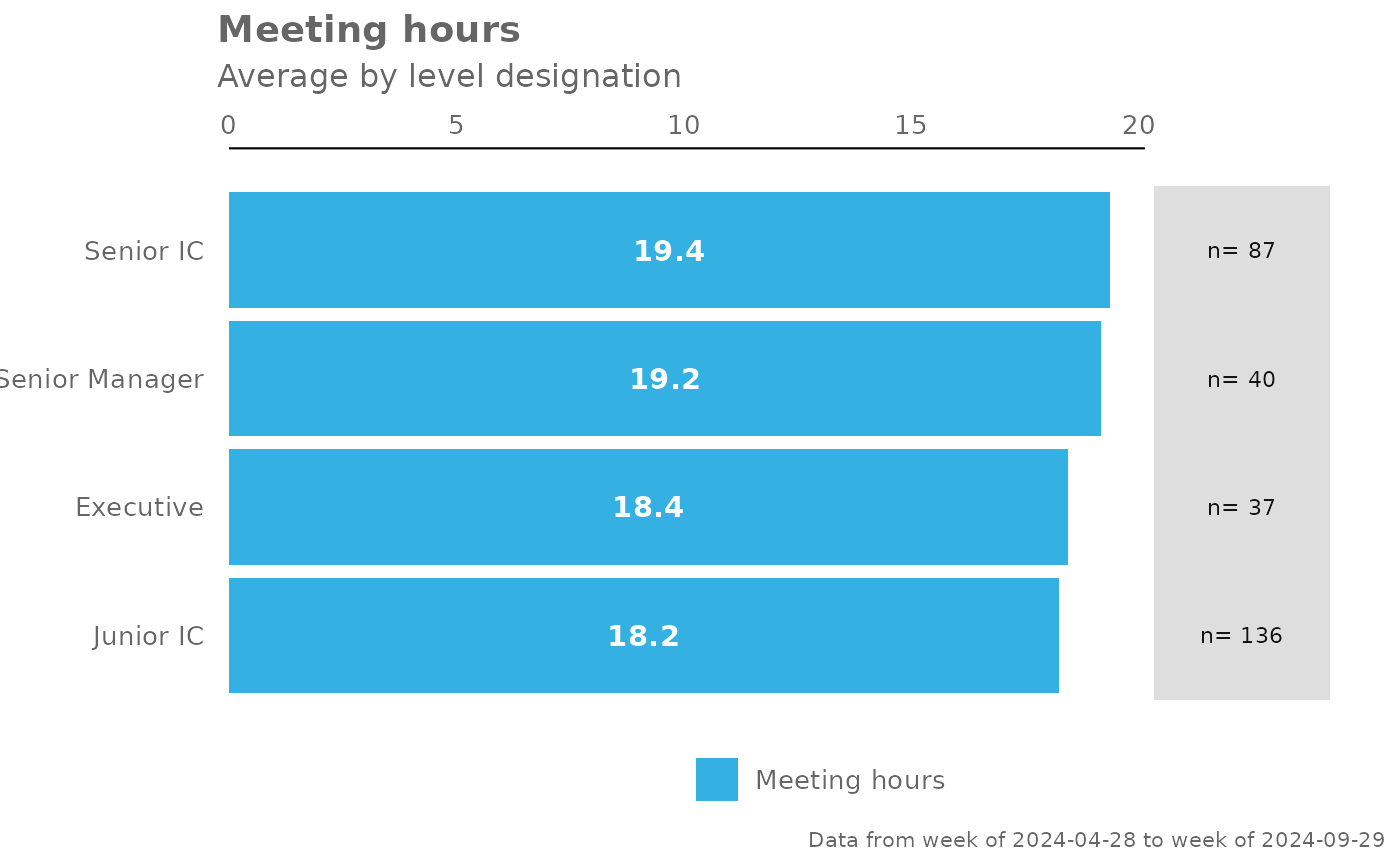 Meeting hours
Average by level designation
0 5 10 15 20
Senior IC 19.4 n= 87
Senior Manager 19.2 n= 40
Executive 18.4 n= 37
Junior IC 18.2 n= 136
Meeting hours
Data from week of 2024-04-28 to week of 2024-09-29